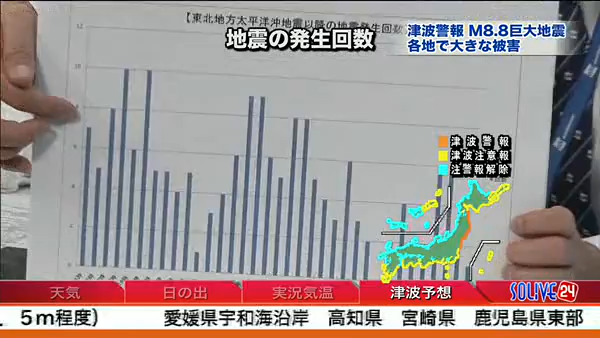 【東北地方太平洋沖地震以降の地震発生回数
地震の発生回数
津波警報 M8.8巨大地震
各地で大きな被害
12
津波警報
津波注意報
注警報解除
天気
日の出
実況気温
津波予想
SOLiVE24
、５ｍ程度） 愛媛県宇和海沿岸 高知県 宮崎県 鹿児島県東部